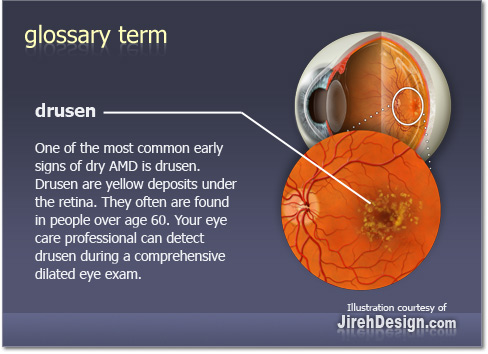 glossary term
drusen
One of the most common early
signs of dry AMD is drusen.
Drusen are yellow deposits under
the retina. They often are found
in people over age 60. Your eye
care professional can detect
drusen during a comprehensive
dilated eye exam.
Illustration courtesy of
JirehDesign.com